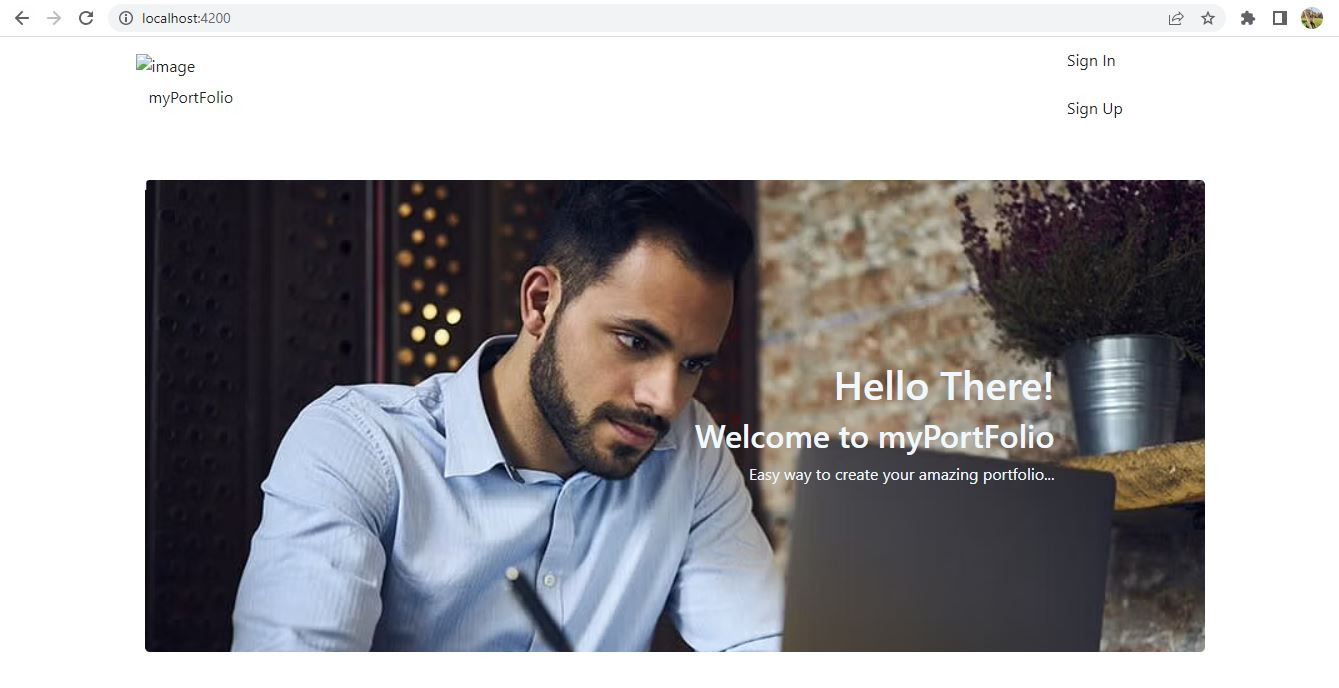 localhost:4200
image
myPortFolio
Sign In
Sign Up
Hello There!
Welcome to myPortFolio
Easy way to create your amazing portfolio...